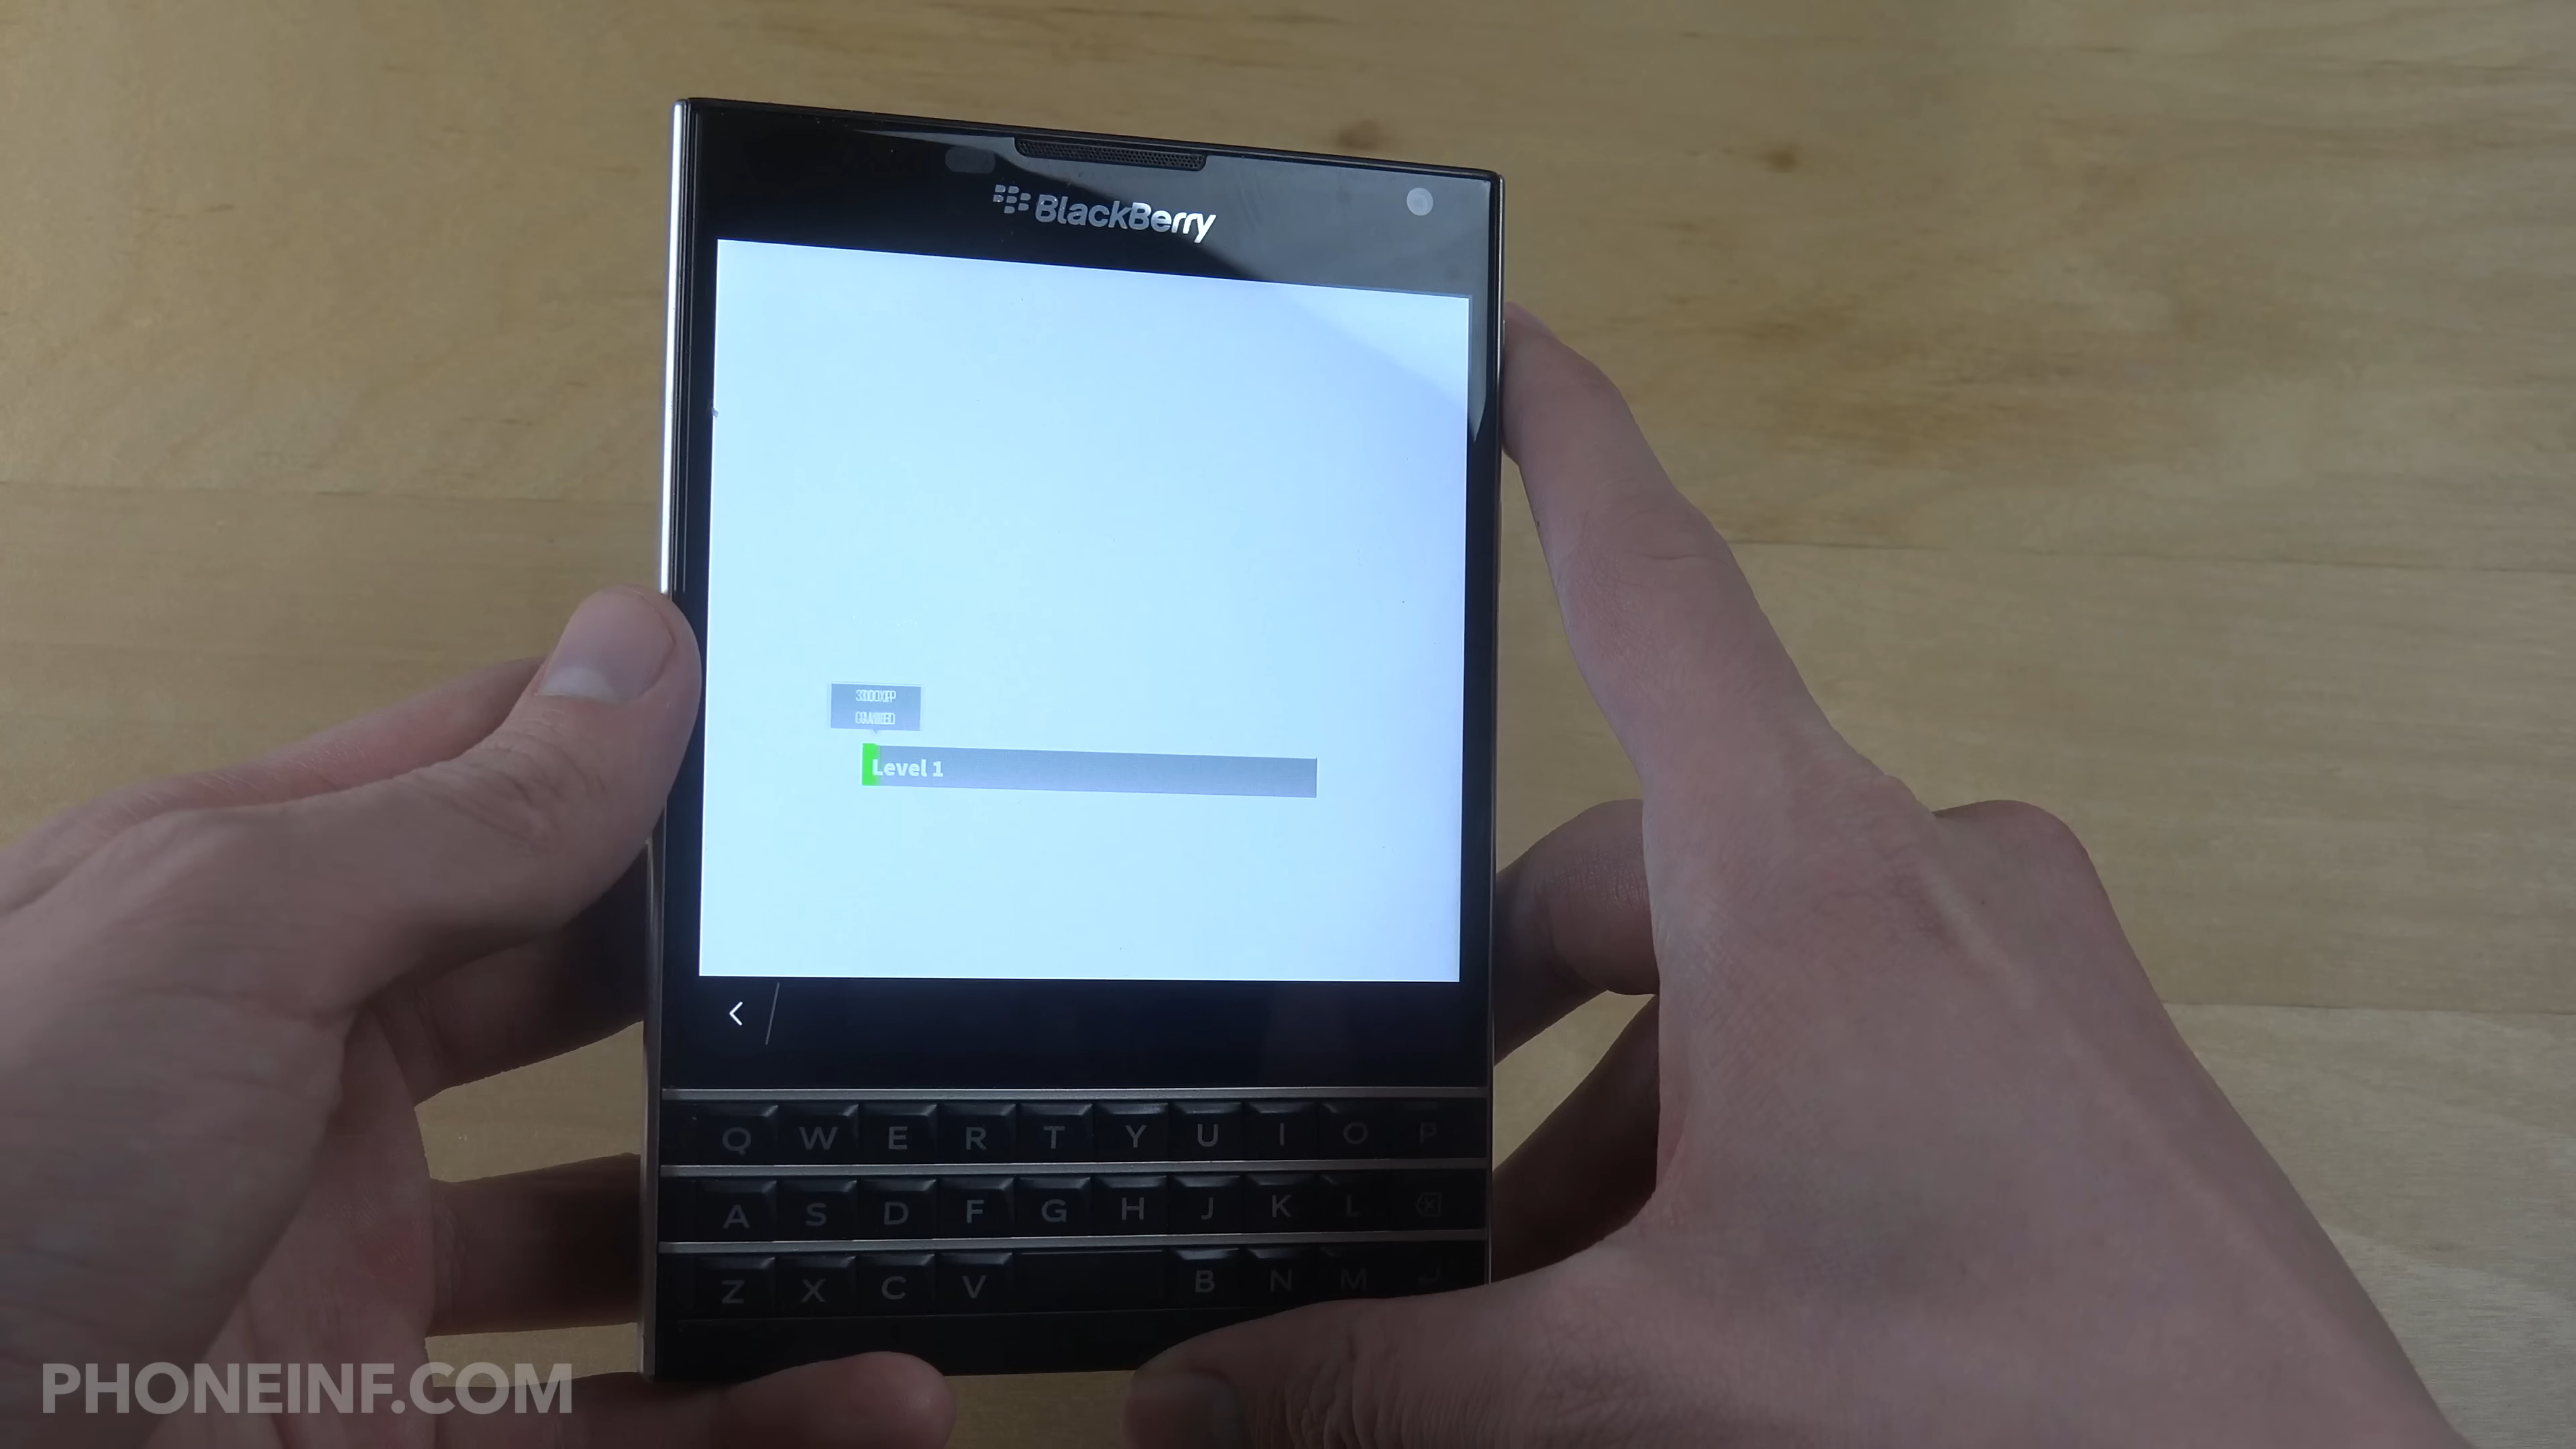 BlackBerry
Level 1
Q W E R T Y U I O P
A S D F G H J K L
Z X C V B N M
PHONEINF.COM